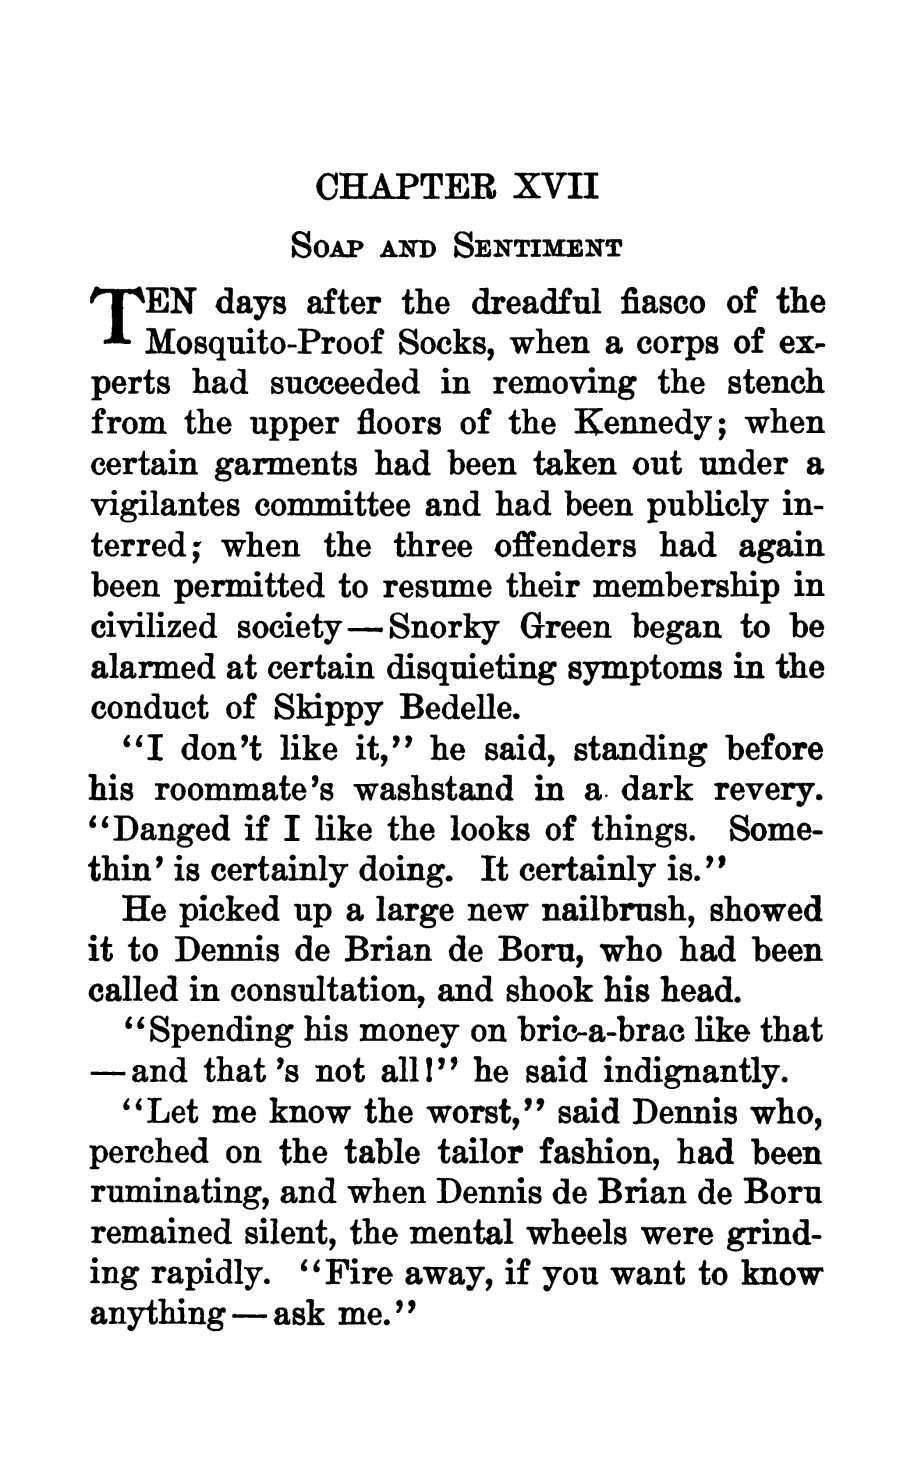 CHAPTER XVII
Soap and Sentiment
TEN days after the dreadful fiasco of the
Mosquito-Proof Socks, when a corps of ex-
perts had succeeded in removing the stench
from the upper floors of the Kennedy; when
certain garments had been taken out under a
vigilantes committee and had been publicly in-
terred; when the three offenders had again
been permitted to resume their membership in
civilized society—Snorky Green began to be
alarmed at certain disquieting symptoms in the
conduct of Skippy Bedelle.
"I don't like it," he said, standing before
his roommate's washstand in a dark revery.
"Danged if I like the looks of things. Some-
thin' is certainly doing. It certainly is."
He picked up a large new nailbrush, showed
it to Dennis de Brian de Boru, who had been
called in consultation, and shook his head.
"Spending his money on bric-a-brac like that
—and that 's not all!" he said indignantly.
"Let me know the worst," said Dennis who,
perched on the table tailor fashion, had been
ruminating, and when Dennis de Brian de Boru
remained silent, the mental wheels were grind-
ing rapidly. "Fire away, if you want to know
anything—ask me."